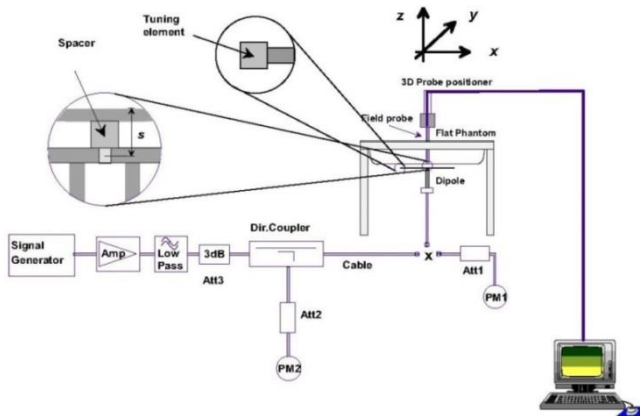 Tuning
element
Spacer
s
z
y
x
3D Probe positioner
Field probe
Flat Phantom
Dipole
Signal
Generator
Amp
Low
Pass
3dB
Att3
Dir.Coupler
Cable
X
Att1
PM1
Att2
PM2